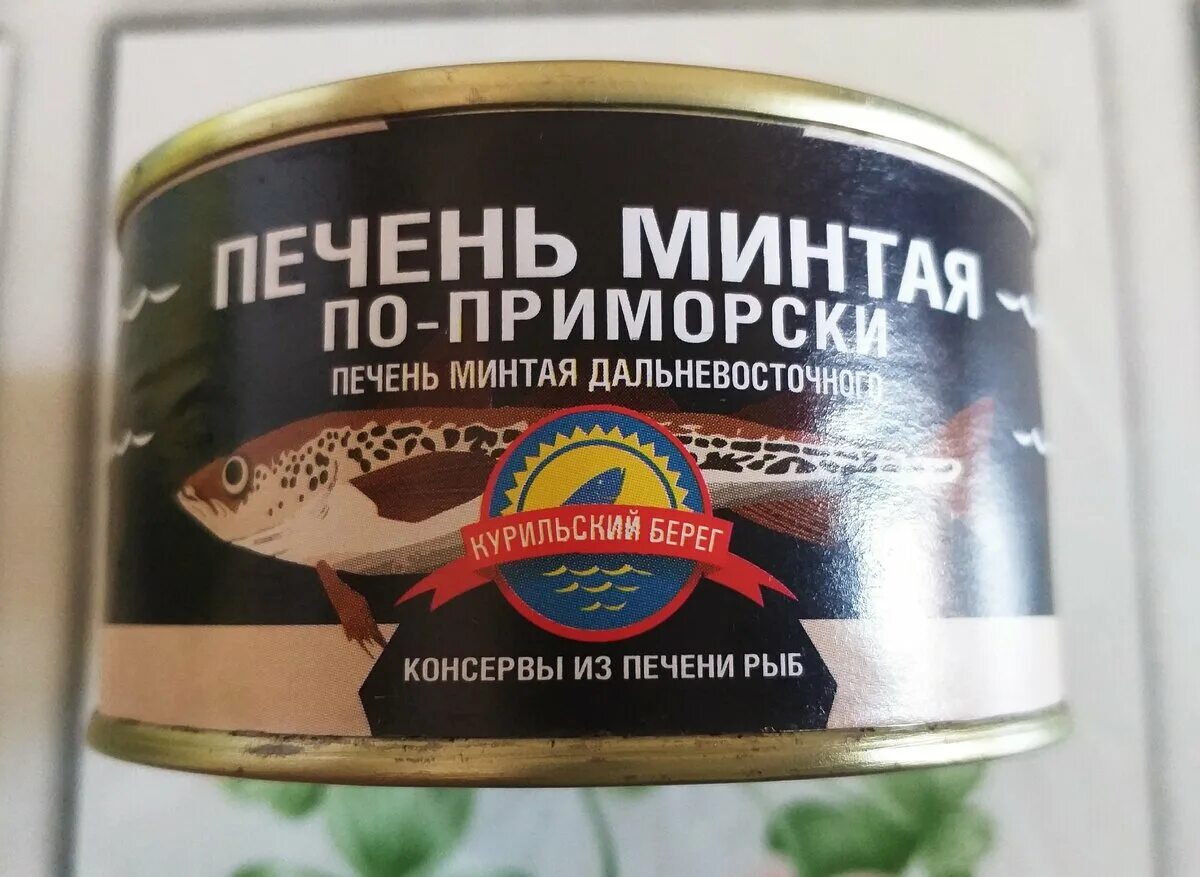 ПЕЧЕНЬ МИНТАЯ
ПО-ПРИМОРСКИ
ПЕЧЕНЬ МИНТАЯ ДАЛЬНЕВОСТОЧНОГО
КУРИЛЬСКИЙ БЕРЕГ
КОНСЕРВЫ ИЗ ПЕЧЕНИ РЫБ